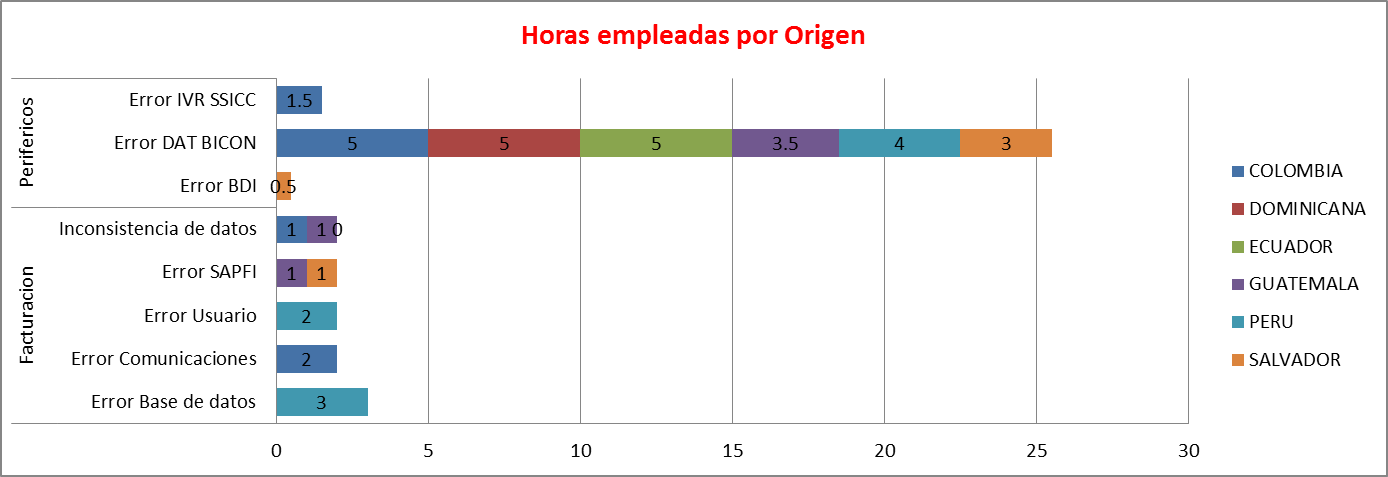 Horas empleadas por Origen
Perifericos
Error IVR SSICC
1.5
Error DAT BICON
5 5 5 3.5 4 3
Error BDI
0.5
Facturacion
Inconsistencia de datos
1 1 0
Error SAPFI
1 1
Error Usuario
2
Error Comunicaciones
2
Error Base de datos
3
0 5 10 15 20 25 30
COLOMBIA
DOMINICANA
ECUADOR
GUATEMALA
PERU
SALVADOR